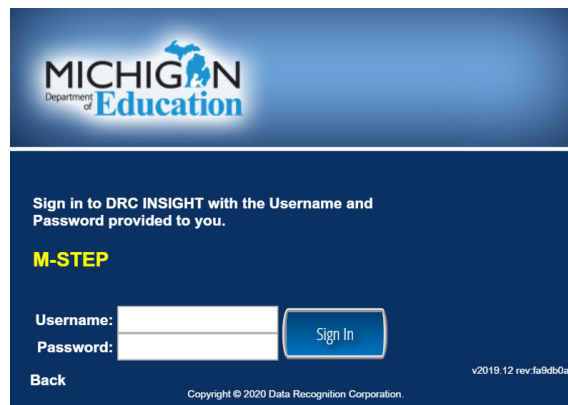 MICHIGAN
Department of Education
Sign in to DRC INSIGHT with the Username and
Password provided to you.
M-STEP
Username:
Password:
Sign In
Back
v2019.12 rev:fa9db0a
Copyright © 2020 Data Recognition Corporation.